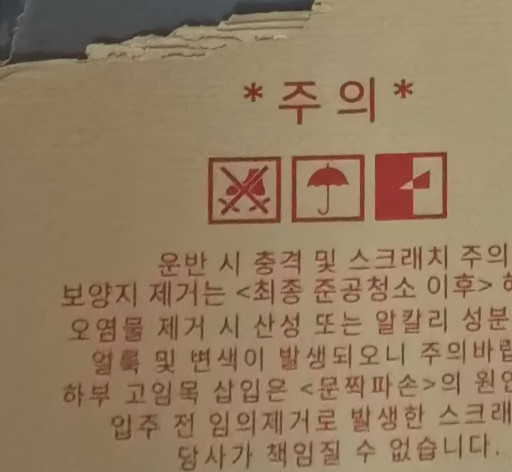 *주의*
운반 시 충격 및 스크래치 주의
보양지 제거는 <최종 준공청소 이후>
오염물 제거 시 산성 또는 알칼리 성분
얼룩 및 변색이 발생되오니 주의바랍
하부 고임목 삽입은 <문짝파손>의 원인
입주 전 임의제거로 발생한 스크래
당사가 책임질 수 없습니다.